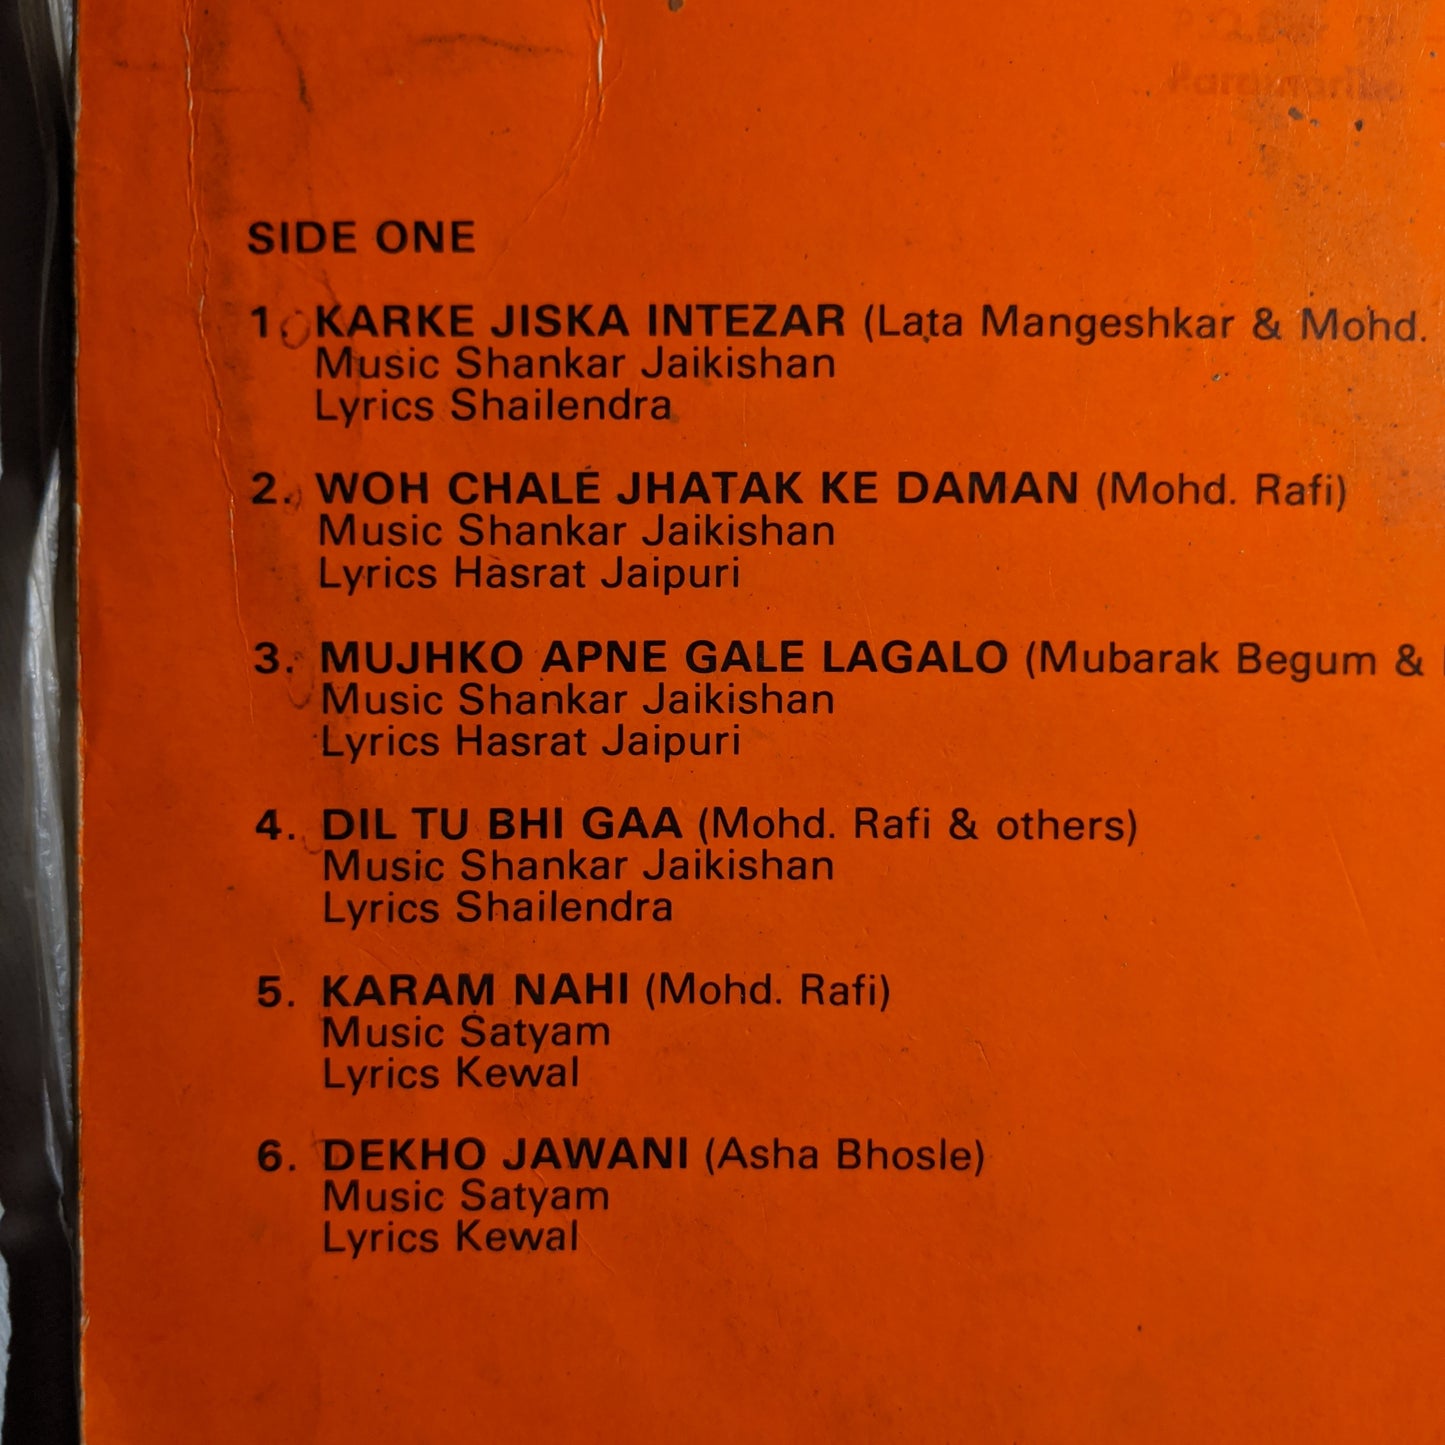 P.O.Box
Paramaribo -
SIDE ONE
1. KARKE JISKA INTEZAR (Lata Mangeshkar & Mohd.
Music Shankar Jaikishan
Lyrics Shailendra
2. WOH CHALE JHATAK KE DAMAN (Mohd. Rafi)
Music Shankar Jaikishan
Lyrics Hasrat Jaipuri
3. MUJHKO APNE GALE LAGALO (Mubarak Begum &
Music Shankar Jaikishan
Lyrics Hasrat Jaipuri
4. DIL TU BHI GAA (Mohd. Rafi & others)
Music Shankar Jaikishan
Lyrics Shailendra
5. KARAM NAHI (Mohd. Rafi)
Music Satyam
Lyrics Kewal
6. DEKHO JAWANI (Asha Bhosle)
Music Satyam
Lyrics Kewal